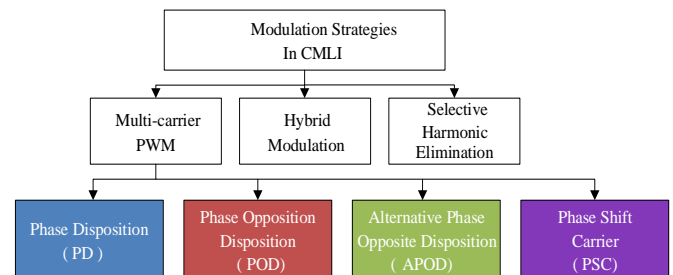 Modulation Strategies
In CMLI
Multi-carrier
PWM
Hybrid
Modulation
Selective
Harmonic
Elimination
Phase Disposition
( PD )
Phase Opposition
Disposition
( POD)
Alternative Phase
Opposite Disposition
( APOD)
Phase Shift
Carrier
(PSC)